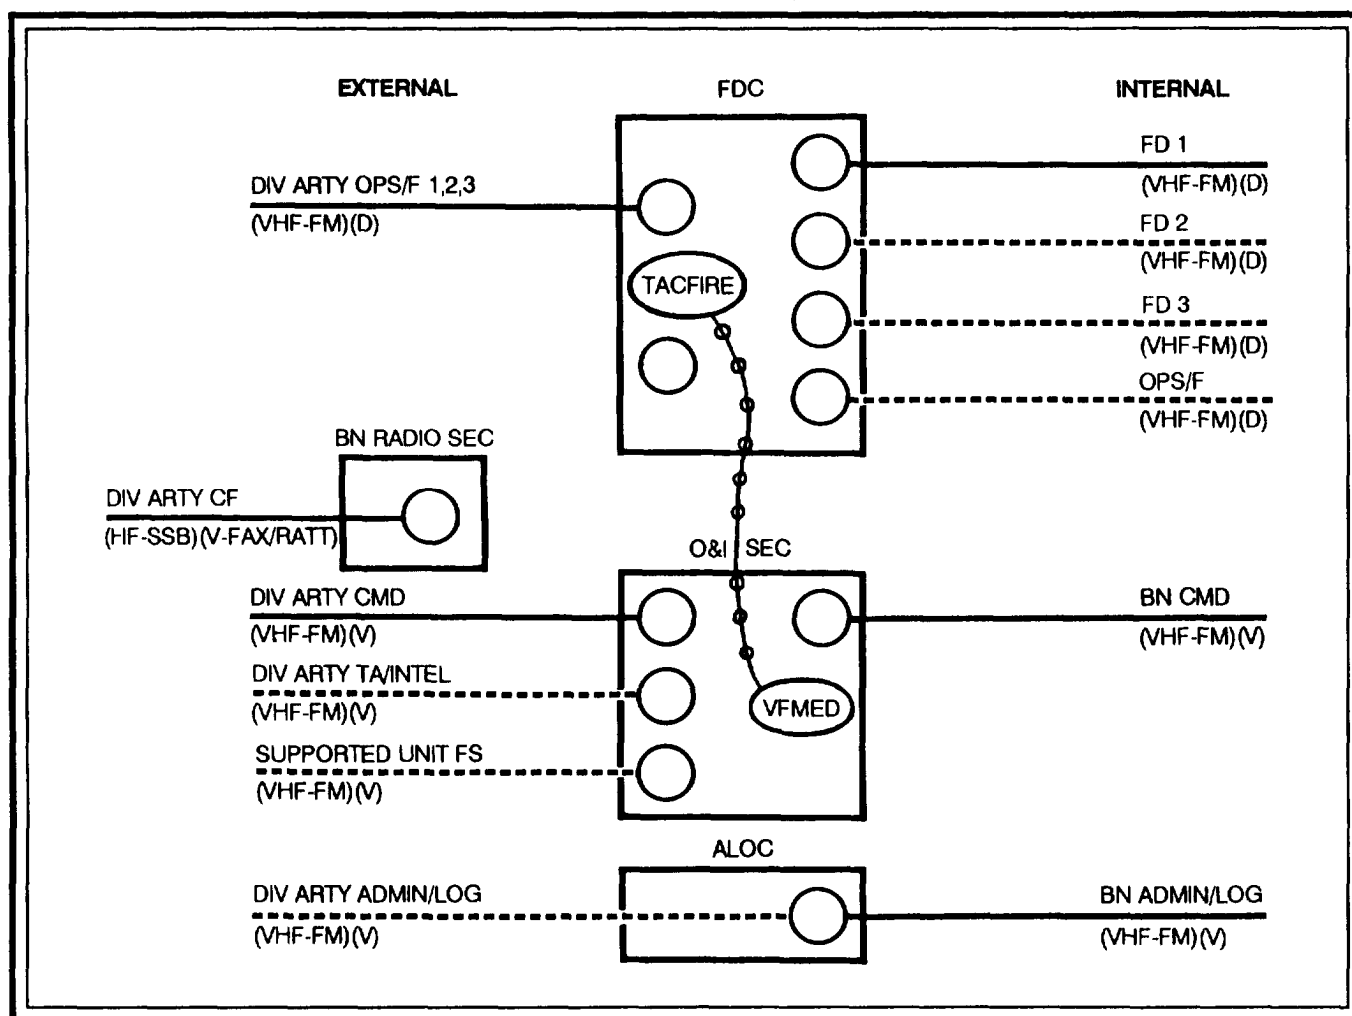 EXTERNAL
FDC
INTERNAL
FD 1
(VHF-FM)(D)
DIV ARTY OPS/F 1,2,3
(VHF-FM)(D)
FD 2
(VHF-FM)(D)
TACFIRE
FD 3
(VHF-FM)(D)
OPS/F
(VHF-FM)(D)
BN RADIO SEC
DIV ARTY CF
(HF-SSB)(V-FAX/RATT)
O&I SEC
DIV ARTY CMD
(VHF-FM)(V)
BN CMD
(VHF-FM)(V)
DIV ARTY TA/INTEL
(VHF-FM)(V)
VFMED
SUPPORTED UNIT FS
(VHF-FM)(V)
ALOC
DIV ARTY ADMIN/LOG
(VHF-FM)(V)
BN ADMIN/LOG
(VHF-FM)(V)